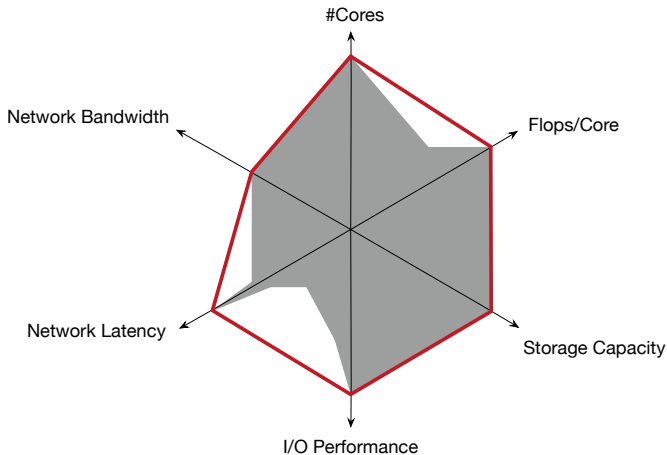 #Cores
Network Bandwidth
Flops/Core
Network Latency
Storage Capacity
I/O Performance